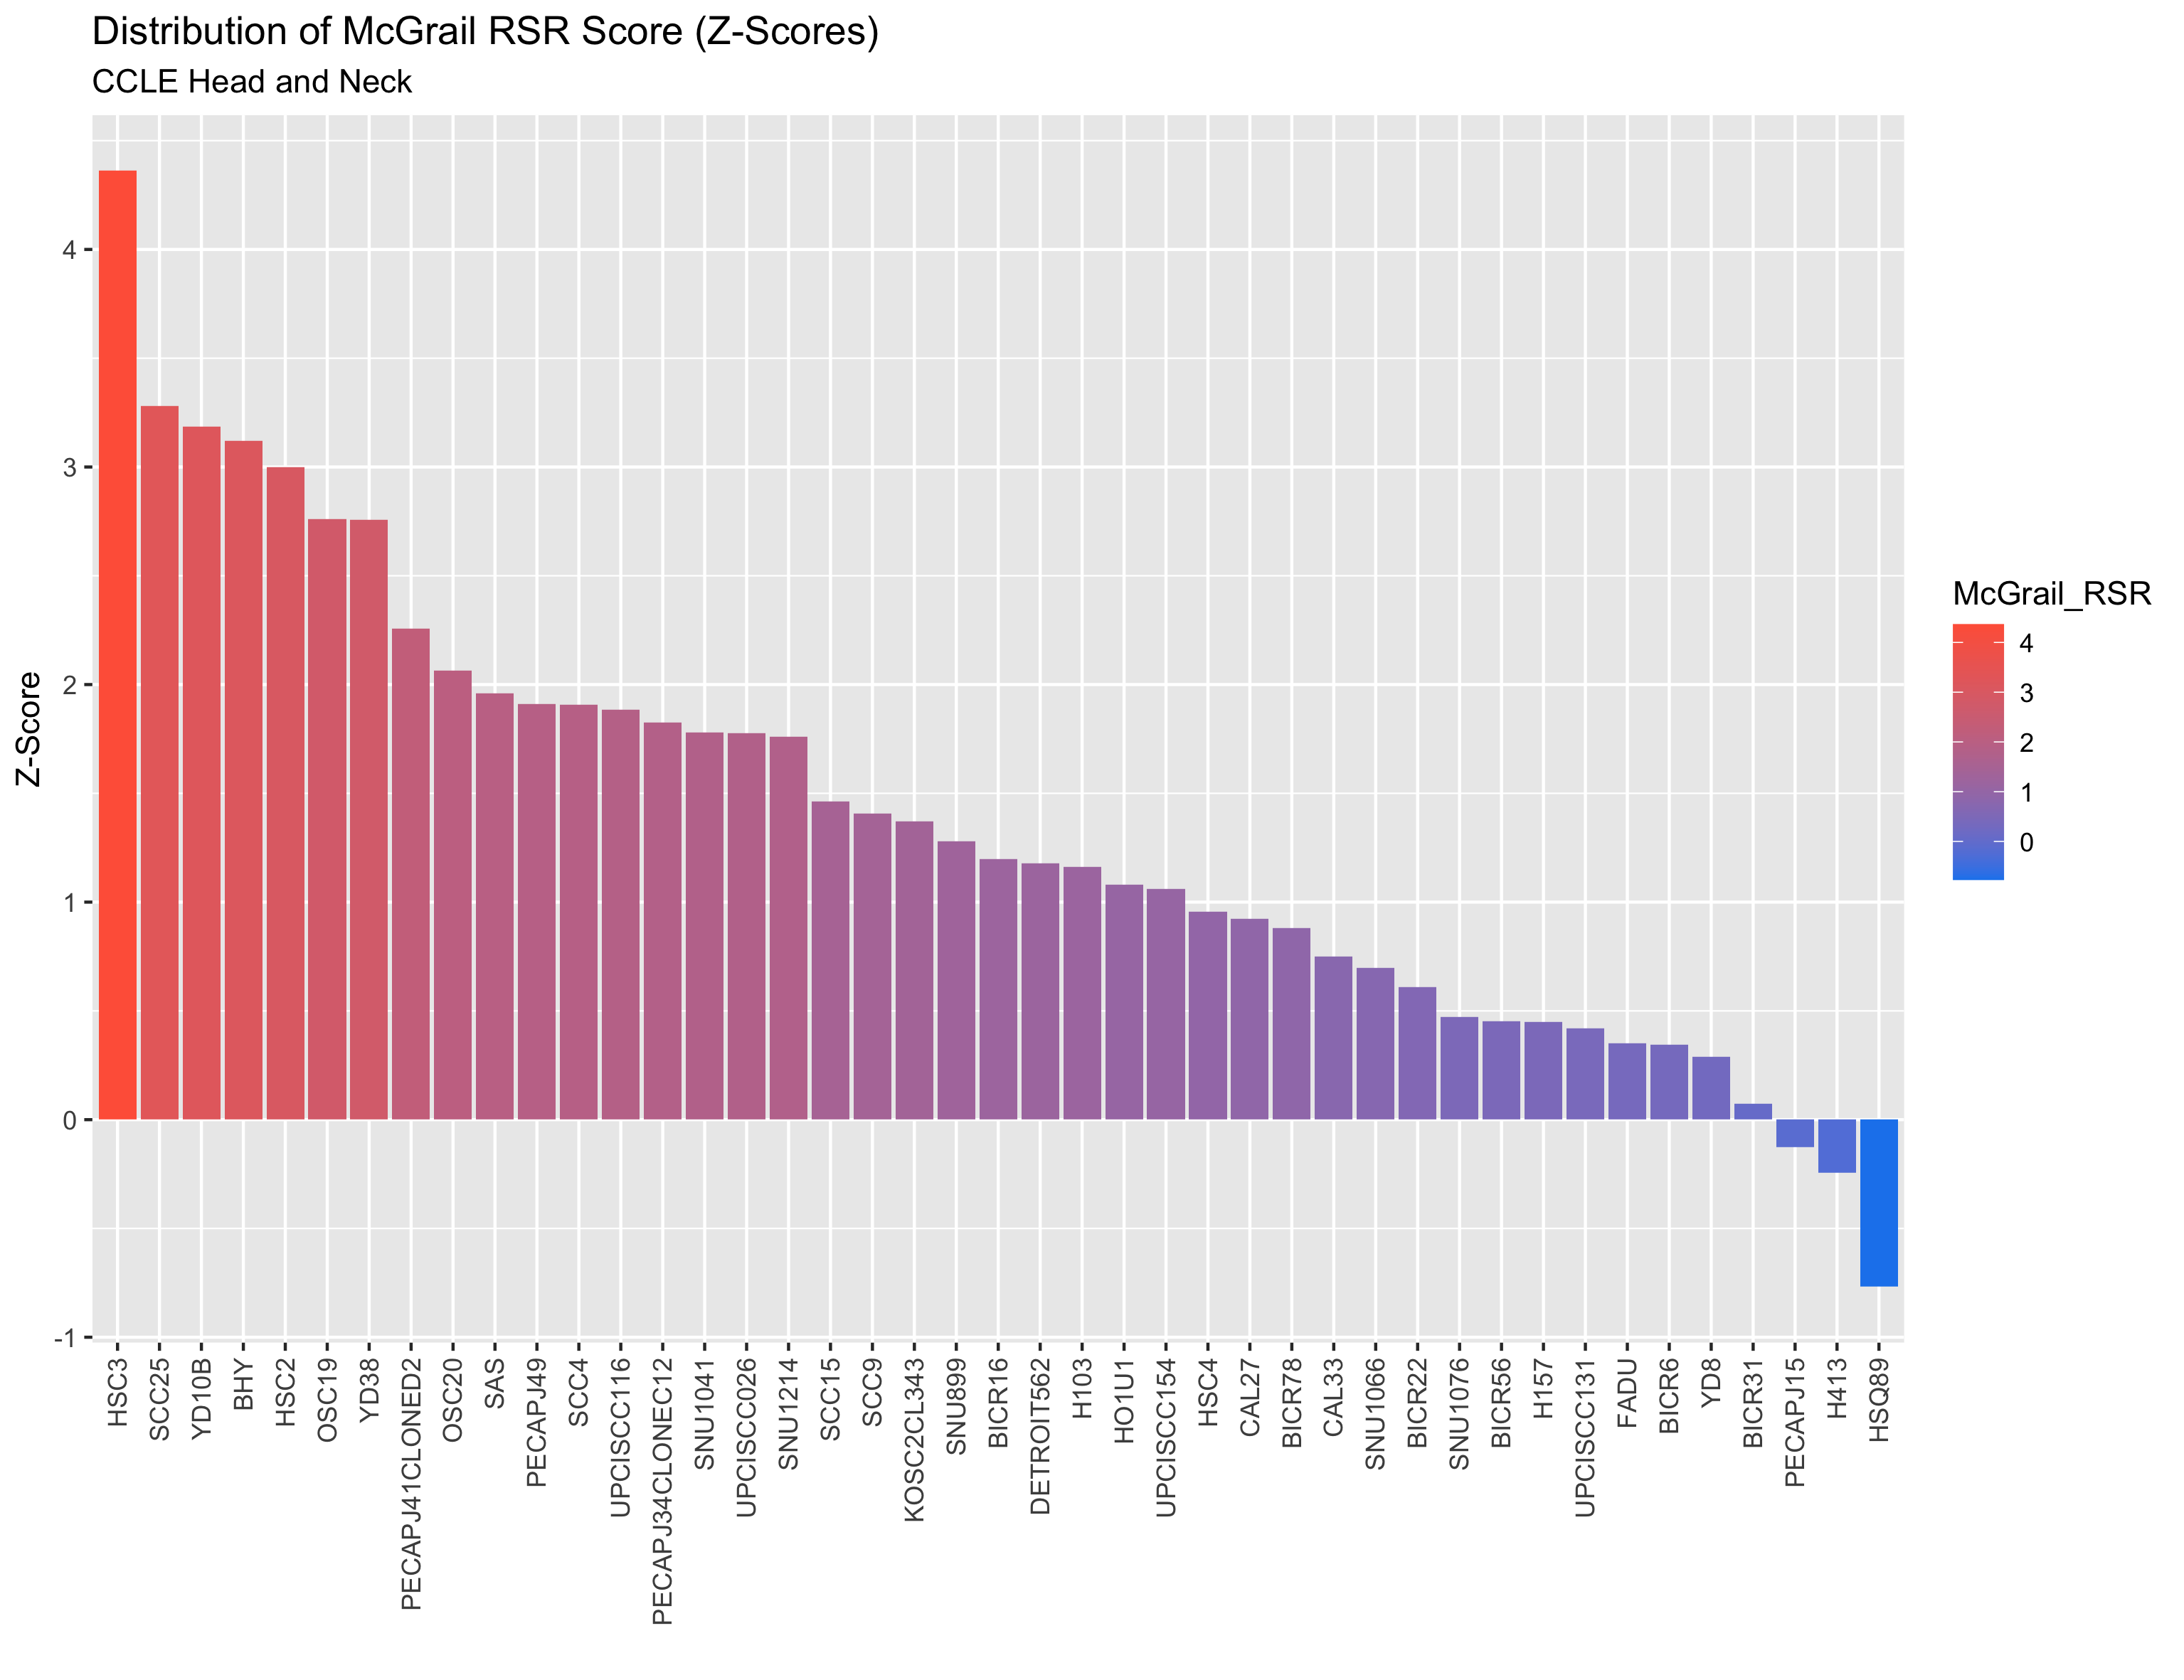 Distribution of McGrail RSR Score (Z-Scores)
CCLE Head and Neck
Z-Score
4
3
2
1
0
-1
HSC3
SCC25
YD10B
BHY
HSC2
OSC19
YD38
PECAPJ41CLONED2
OSC20
SAS
PECAPJ49
SCC4
UPCISCC116
PECAPJ34CLONEC12
SNU1041
UPCISCC026
SNU1214
SCC15
SCC9
KOSC2CL343
SNU899
BICR16
DETROIT562
H103
HO1U1
UPCISCC154
HSC4
CAL27
BICR78
CAL33
SNU1066
BICR22
SNU1076
BICR56
H157
UPCISCC131
FADU
BICR6
YD8
BICR31
PECAPJ15
H413
HSQ89
McGrail_RSR
4
3
2
1
0